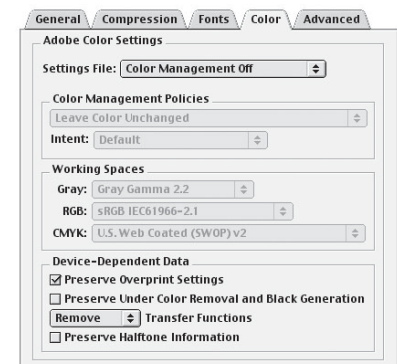 General Compression Fonts Color Advanced
Adobe Color Settings
Settings File: Color Management Off
Color Management Policies
Leave Color Unchanged
Intent: Default
Working Spaces
Gray: Gray Gamma 2.2
RGB: sRGB IEC61966-2.1
CMYK: U.S. Web Coated (SWOP) v2
Device-Dependent Data
Preserve Overprint Settings
Preserve Under Color Removal and Black Generation
Remove Transfer Functions
Preserve Halftone Information